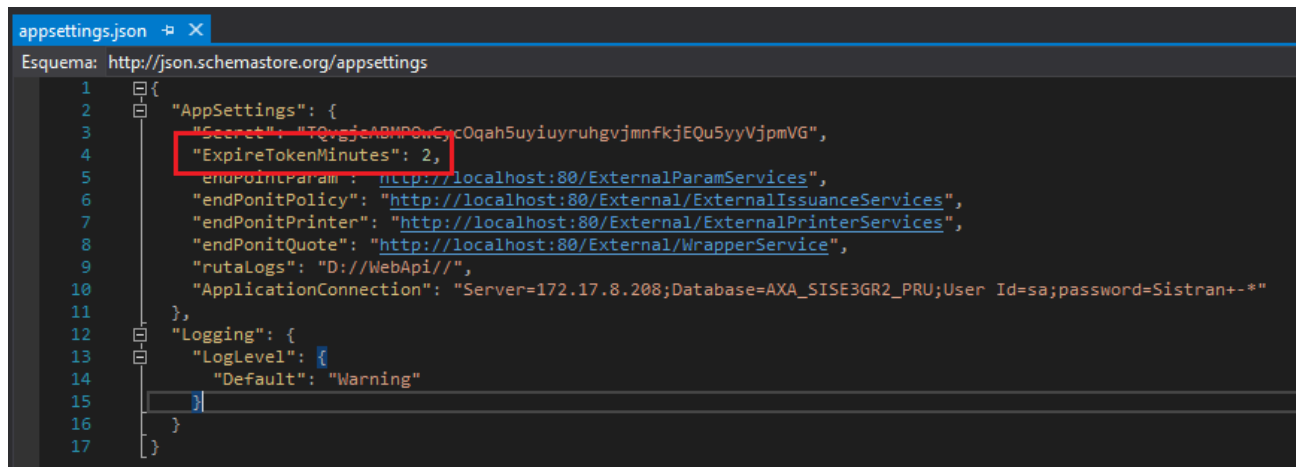 appsettings.json
Esquema: http://json.schemastore.org/appsettings
1 {
2 "AppSettings": {
3 "Secret": "TQvgjeABMPOwCycOqah5uyiuyruhgvjmnfkjEQu5yyVjpmVG",
4 "ExpireTokenMinutes": 2,
5 "endPointParam": "http://localhost:80/ExternalParamServices",
6 "endPonitPolicy": "http://localhost:80/External/ExternalIssuanceServices",
7 "endPonitPrinter": "http://localhost:80/External/ExternalPrinterServices",
8 "endPonitQuote": "http://localhost:80/External/WrapperService",
9 "rutaLogs": "D://WebApi//",
10 "ApplicationConnection": "Server=172.17.8.208;Database=AXA_SISE3GR2_PRU;User Id=sa;password=Sistran+-*"
11 },
12 "Logging": {
13 "LogLevel": {
14 "Default": "Warning"
15 }
16 }
17 }